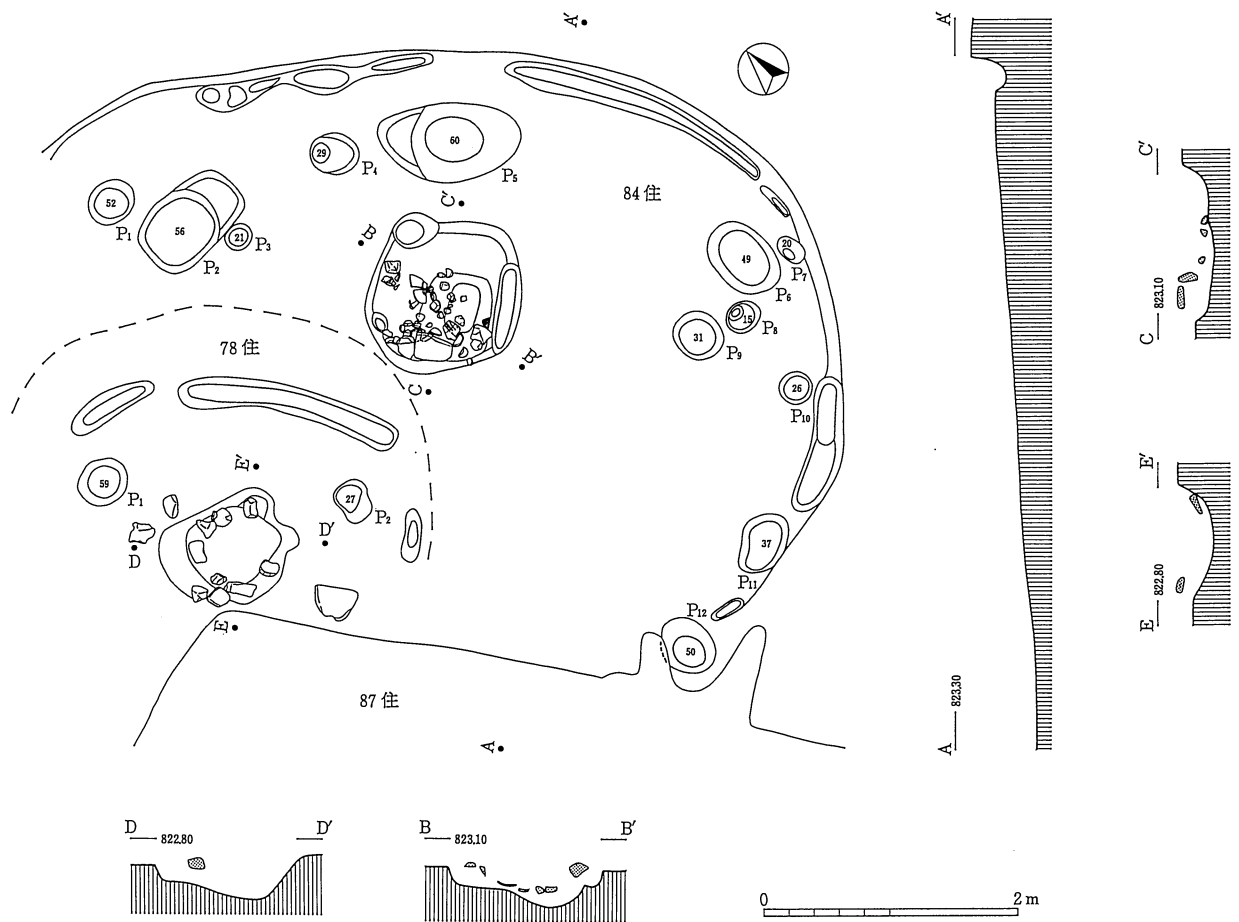 A′
A′
C′
C
823.10
E′
E
822.80
A
823.30
29
P4
60
P5
84住
52
P1
56
P2
21
P3
C′
B
49
P6
20
P7
15
P8
31
P9
26
P10
B′
C
78住
E′
59
P1
27
P2
D
D′
37
P11
P12
50
E
87住
A
D 822.80 D′
B 823.10 B′
0 2m